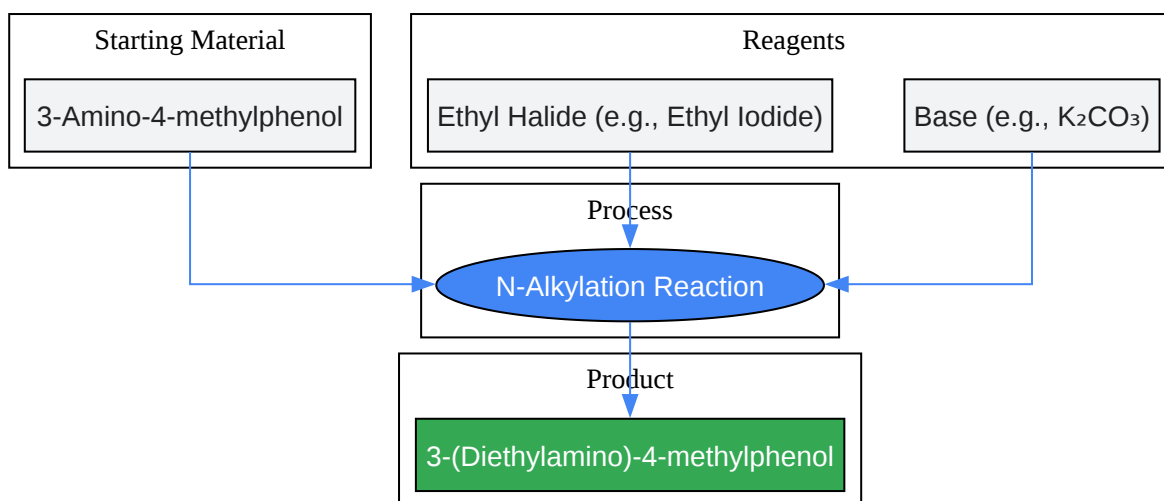 Starting Material
Reagents
3-Amino-4-methylphenol
Ethyl Halide (e.g., Ethyl Iodide)
Base (e.g., K₂CO₃)
Process
N-Alkylation Reaction
Product
3-(Diethylamino)-4-methylphenol